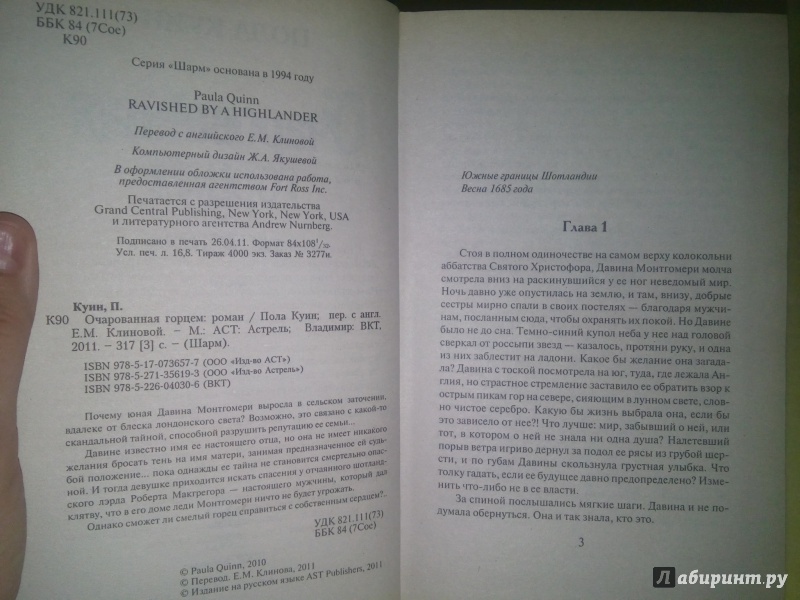 УДК 821.111(73)
ББК 84 (7Сое)
К90
Серия «Шарм» основана в 1994 году
Paula Quinn
RAVISHED BY A HIGHLANDER
Перевод с английского Е.М. Клиновой
Компьютерный дизайн Ж.А. Якушевой
В оформлении обложки использована работа,
предоставленная агентством Fort Ross Inc.
Печатается с разрешения издательства
Grand Central Publishing, New York, New York, USA
и литературного агентства Andrew Nurnberg.
Подписано в печать 26.04.11. Формат 84х108 1/32.
Усл. печ. л. 16,8. Тираж 4000 экз. Заказ № 3277и.
Куин, П.
К90 Очарованная горцем: роман / Пола Куин; пер. с англ.
Е.М. Клиновой. – М.: АСТ: Астрель; Владимир: ВКТ,
2011. – 317 [3] с. – (Шарм).
ISBN 978-5-17-073657-7 (ООО «Изд-во АСТ»)
ISBN 978-5-271-35619-3 (ООО «Изд-во Астрель»)
ISBN 978-5-226-04030-6 (ВКТ)
Почему юная Давина Монтгомери выросла в сельском заточении,
вдалеке от блеска лондонского света? Возможно, это связано с какой-то
скандальной тайной, способной разрушить репутацию ее семьи...
Давине известно имя ее настоящего отца, но она не имеет никакого
желания бросать тень на имя матери, занимая предназначенное ей судь-
бой положение... пока однажды ее тайна не становится смертельно опас-
ной. И тогда девушке приходится искать спасения у отчаянного шотланд-
ского лэрда Роберта Макгрегора – настоящего мужчины, который дал
клятву, что в его доме леди Монтгомери ничто не будет угрожать.
Однако сможет ли смелый горец справиться с собственным сердцем?..
УДК 821.111(73)
ББК 84 (7Сое)
© Paula Quinn, 2010
© Перевод. Е.М. Клинова, 2011
© Издание на русском языке AST Publishers, 2011
Южные границы Шотландии
Весна 1685 года
Глава 1
Стоя в полном одиночестве на самом верху колокольни
аббатства Святого Христофора, Давина Монтгомери молча
смотрела вниз на раскинувшийся у ее ног неведомый мир.
Ночь давно уже опустилась на землю, и там, внизу, добрые
сестры мирно спали в своих постелях – благодаря мужчи-
нам, посланным сюда, чтобы охранять их покой. Но Давине
было не до сна. Темно-синий купол неба у нее над головой
сверкал от россыпи звезд – казалось, протяни руку, и одна
из них заблестит на ладони. Какое бы желание она загада-
ла? Давина с тоской посмотрела на юг, туда, где лежала Ан-
глия, но страстное стремление заставило ее обратить взор к
острым пикам гор на севере, сияющим в лунном свете, слов-
но чистое серебро. Какую бы жизнь выбрала она, если бы
это зависело от нее?! Что лучше: мир, забывший о ней, или
тот, в котором о ней не знала ни одна душа? Налетевший
порыв ветра игриво дернул за подол ее рясы из грубой шер-
сти, и по губам Давины скользнула грустная улыбка. Что
толку гадать, если ее будущее давно предопределено? Изме-
нить что-либо не в ее власти.
За спиной послышались мягкие шаги. Давина и не по-
думала обернуться. Она и так знала, кто это.
3
Лабиринт.ру